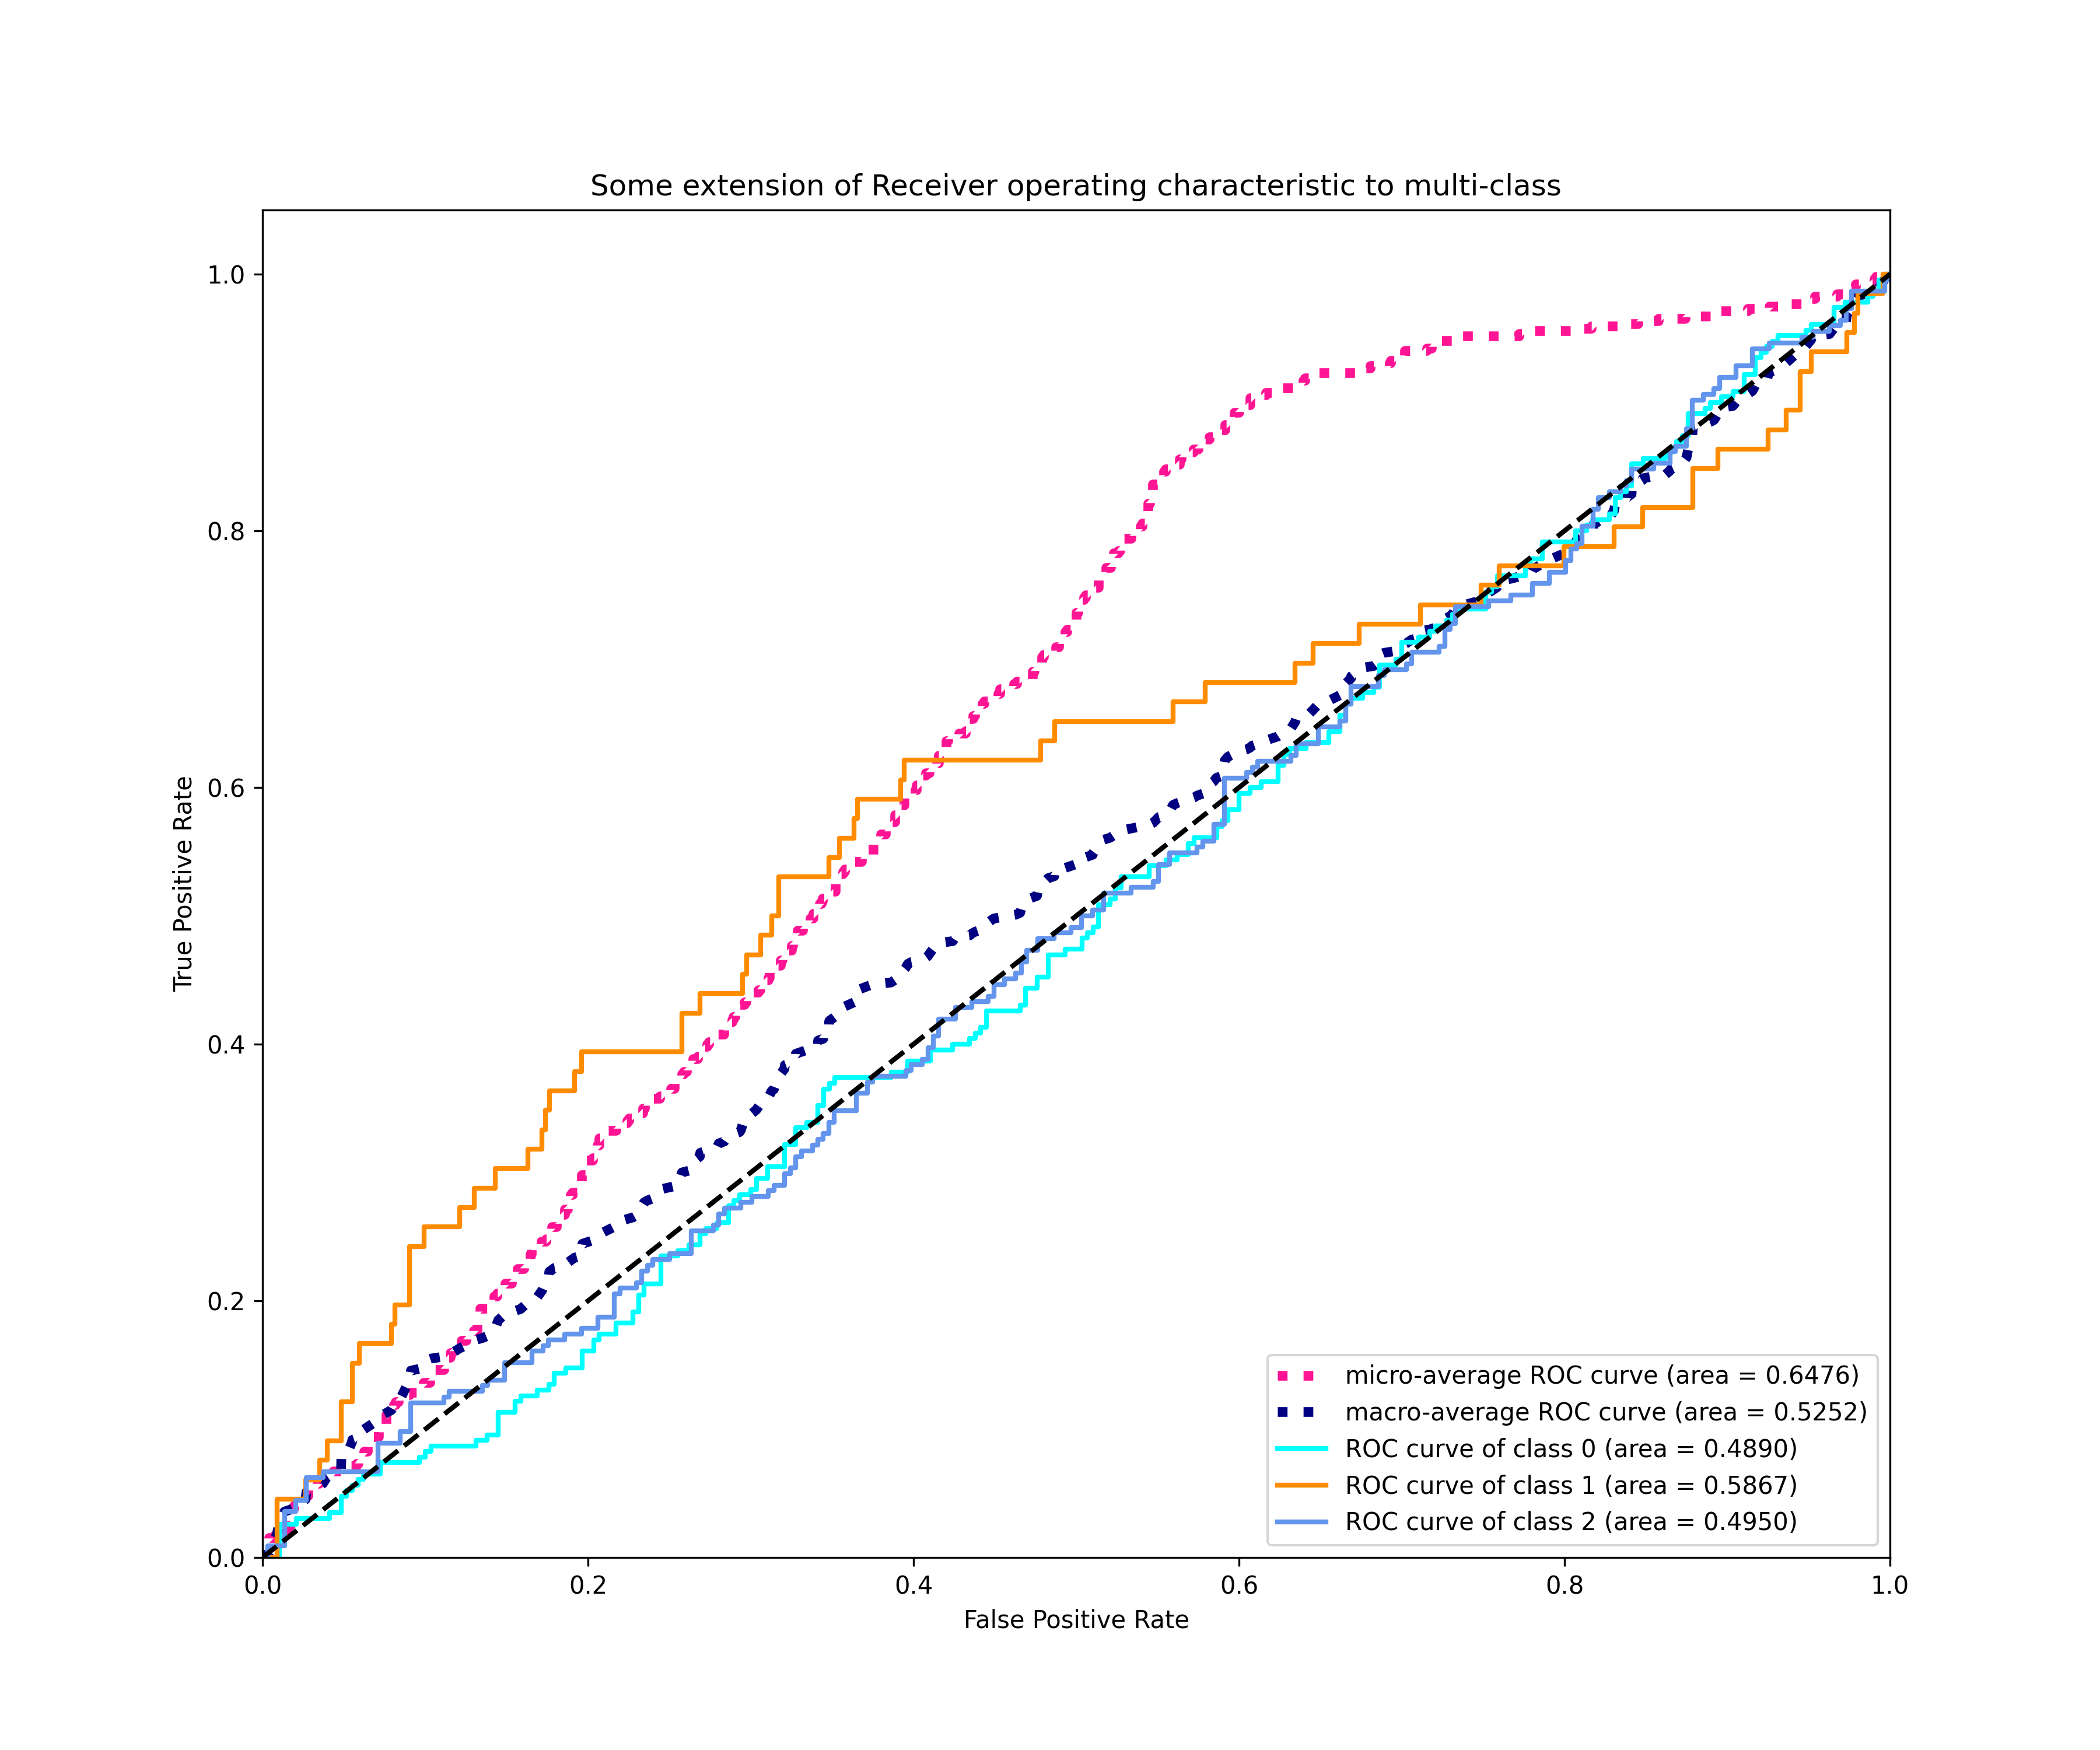 Some extension of Receiver operating characteristic to multi-class
1.0
0.8
0.6
0.4
0.2
0.0
True Positive Rate
0.0 0.2 0.4 0.6 0.8 1.0
False Positive Rate
micro-average ROC curve (area = 0.6476)
macro-average ROC curve (area = 0.5252)
ROC curve of class 0 (area = 0.4890)
ROC curve of class 1 (area = 0.5867)
ROC curve of class 2 (area = 0.4950)